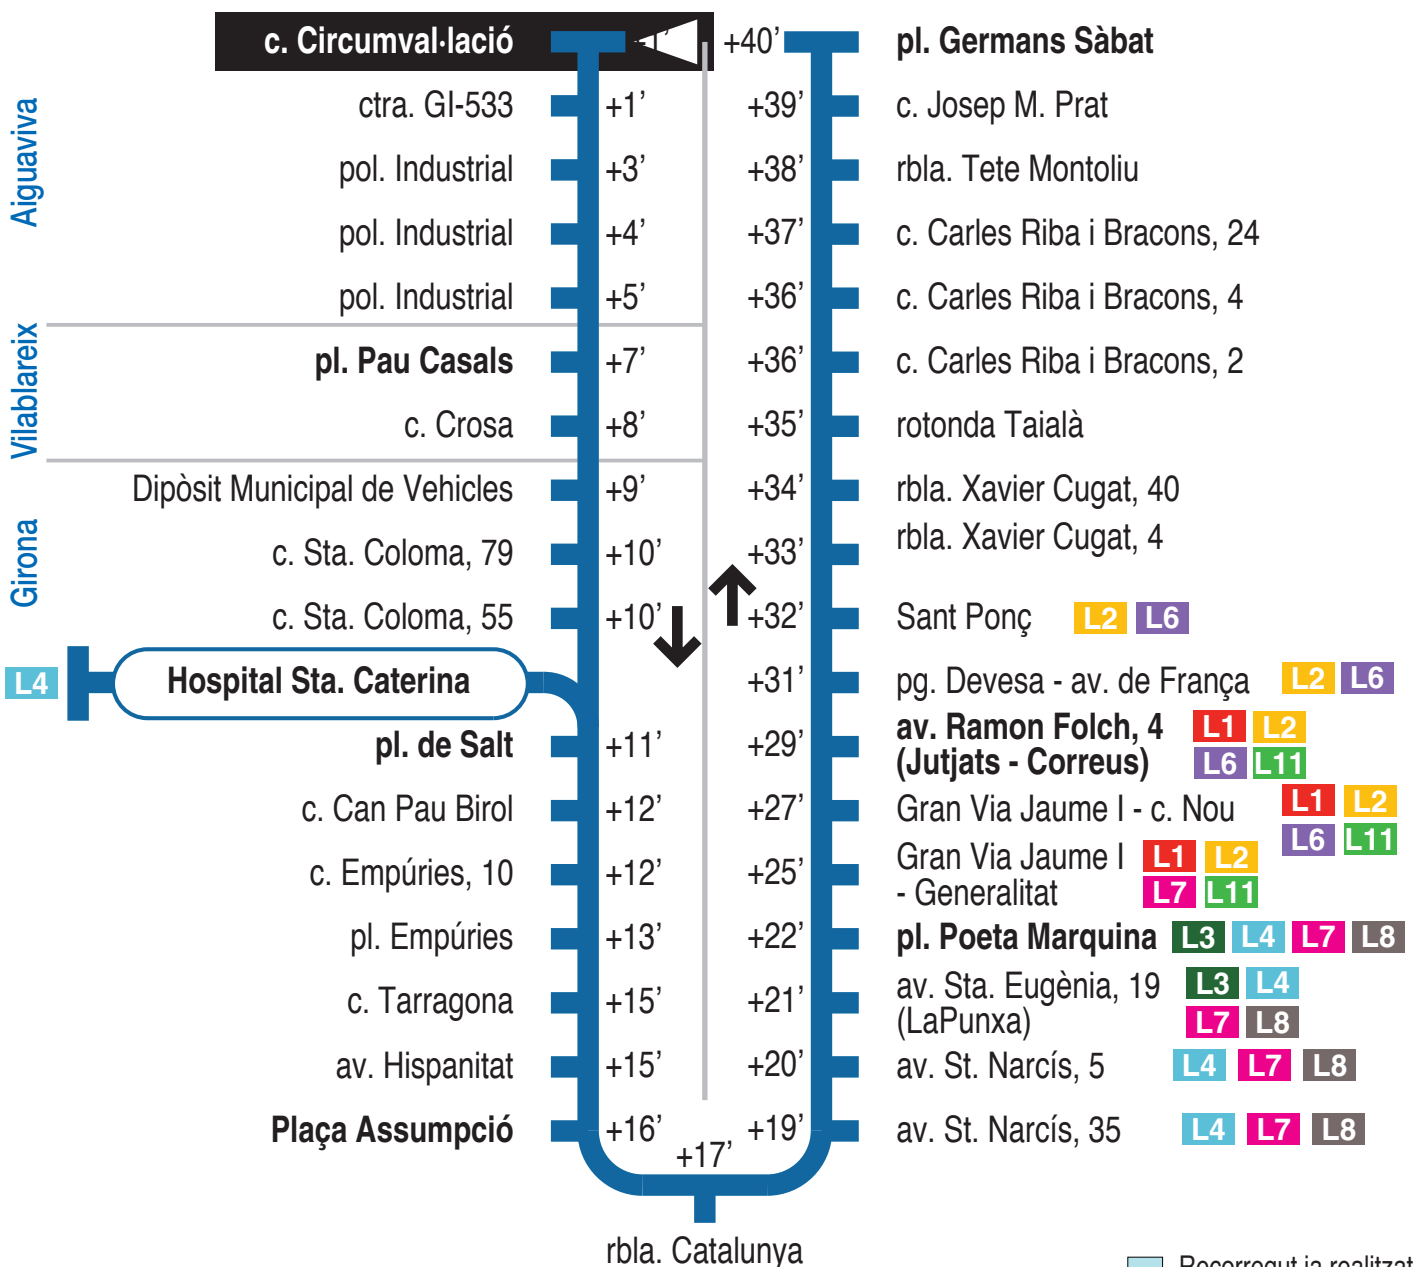 c. Circumval·lació
+40’
pl. Germans Sàbat
Aiguaviva
ctra. GI-533
+1’
+39’
c. Josep M. Prat
pol. Industrial
+3’
+38’
rbla. Tete Montoliu
pol. Industrial
+4’
+37’
c. Carles Riba i Bracons, 24
pol. Industrial
+5’
+36’
c. Carles Riba i Bracons, 4
Vilablareix
pl. Pau Casals
+7’
+36’
c. Carles Riba i Bracons, 2
c. Crosa
+8’
+35’
rotonda Taialà
Girona
Dipòsit Municipal de Vehicles
+9’
+34’
rbla. Xavier Cugat, 40
c. Sta. Coloma, 79
+10’
+33’
rbla. Xavier Cugat, 4
c. Sta. Coloma, 55
+10’
+32’
Sant Ponç L2 L6
L4
Hospital Sta. Caterina
+31’
pg. Devesa - av. de França L2 L6
pl. de Salt
+11’
+29’
av. Ramon Folch, 4 L1 L2
(Jutjats - Correus) L6 L11
c. Can Pau Birol
+12’
+27’
Gran Via Jaume I - c. Nou L1 L2
L6 L11
c. Empúries, 10
+12’
+25’
Gran Via Jaume I L1 L2
- Generalitat L7 L11
pl. Empúries
+13’
+22’
pl. Poeta Marquina L3 L4 L7 L8
c. Tarragona
+15’
+21’
av. Sta. Eugènia, 19 L3 L4
(LaPunxa) L7 L8
av. Hispanitat
+15’
+20’
av. St. Narcís, 5 L4 L7 L8
Plaça Assumpció
+16’
+19’
av. St. Narcís, 35 L4 L7 L8
+17’
rbla. Catalunya
Recorregut ja realitzat